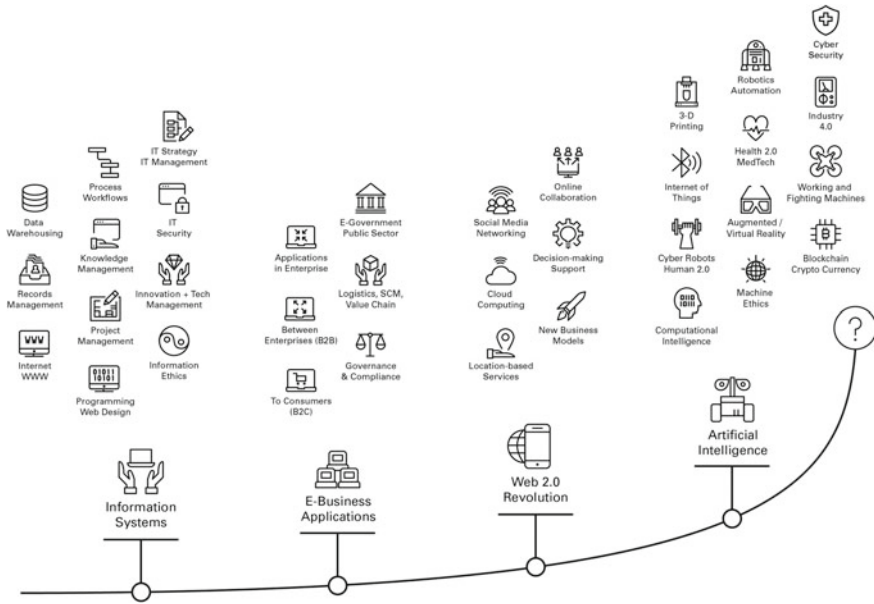 IT Strategy
IT Management
Process
Workflows
Data
Warehousing
IT
Security
Knowledge
Management
Records
Management
Innovation + Tech
Management
Project
Management
Internet
WWW
WWW
Information
Ethics
01011
10101
Programming
Web Design
Information
Systems
E-Government
Public Sector
Applications
in Enterprise
Logistics, SCM,
Value Chain
Between
Enterprises (B2B)
Governance
& Compliance
To Consumers
(B2C)
E-Business
Applications
Online
Collaboration
Social Media
Networking
Decision-making
Support
Cloud
Computing
New Business
Models
Location-based
Services
Web 2.0
Revolution
Cyber
Security
Robotics
Automation
3-D
Printing
Industry
4.0
Health 2.0
MedTech
Internet of
Things
Working and
Fighting Machines
Augmented /
Virtual Reality
Cyber Robots
Human 2.0
B
Blockchain
Crypto Currency
Machine
Ethics
Computational
Intelligence
Artificial
Intelligence
?